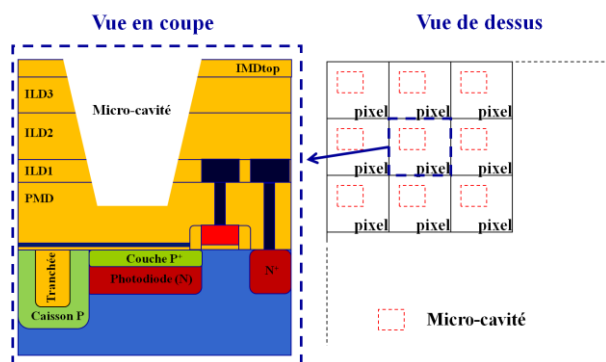 Vue en coupe
IMDtop
ILD3
Micro-cavité
ILD2
ILD1
PMD
Couche P+
Photodiode (N)
N+
Tranchée
Caisson P
Vue de dessus
pixel pixel pixel
pixel pixel pixel
pixel pixel pixel
Micro-cavité